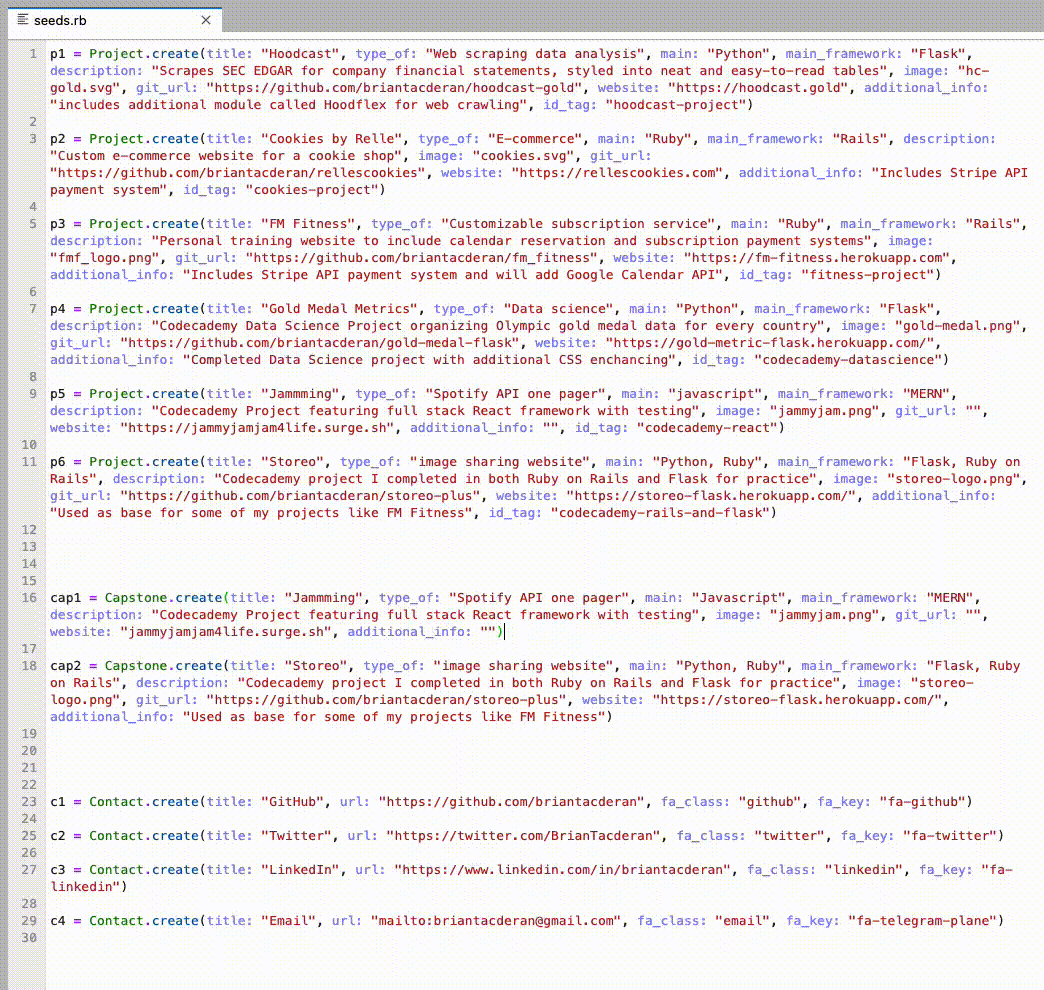 seeds.rb
1 p1 = Project.create(title: "Hoodcast", type_of: "Web scraping data analysis", main: "Python", main_framework: "Flask",
description: "Scrapes SEC EDGAR for company financial statements, styled into neat and easy-to-read tables", image: "hc-
gold.svg", git_url: "https://github.com/briantacderan/hoodcast-gold", website: "https://hoodcast.gold", additional_info:
"includes additional module called Hoodflex for web crawling", id_tag: "hoodcast-project")
2
3 p2 = Project.create(title: "Cookies by Relle", type_of: "E-commerce", main: "Ruby", main_framework: "Rails", description:
"Custom e-commerce website for a cookie shop", image: "cookies.svg", git_url:
"https://github.com/briantacderan/rellescookies", website: "https://rellescookies.com", additional_info: "Includes Stripe API
payment system", id_tag: "cookies-project")
4
5 p3 = Project.create(title: "FM Fitness", type_of: "Customizable subscription service", main: "Ruby", main_framework: "Rails",
description: "Personal training website to include calendar reservation and subscription payment systems", image:
"fmf_logo.png", git_url: "https://github.com/briantacderan/fm_fitness", website: "https://fm-fitness.herokuapp.com",
additional_info: "Includes Stripe API payment system and will add Google Calendar API", id_tag: "fitness-project")
6
7 p4 = Project.create(title: "Gold Medal Metrics", type_of: "Data science", main: "Python", main_framework: "Flask",
description: "Codecademy Data Science Project organizing Olympic gold medal data for every country", image: "gold-medal.png",
git_url: "https://github.com/briantacderan/gold-medal-flask", website: "https://gold-metric-flask.herokuapp.com/",
additional_info: "Completed Data Science project with additional CSS enchancing", id_tag: "codecademy-datascience")
8
9 p5 = Project.create(title: "Jammming", type_of: "Spotify API one pager", main: "javascript", main_framework: "MERN",
description: "Codecademy Project featuring full stack React framework with testing", image: "jammyjam.png", git_url: "",
website: "https://jammyjamjam4life.surge.sh", additional_info: "", id_tag: "codecademy-react")
10
11 p6 = Project.create(title: "Storeo", type_of: "image sharing website", main: "Python, Ruby", main_framework: "Flask, Ruby on
Rails", description: "Codecademy project I completed in both Ruby on Rails and Flask for practice", image: "storeo-logo.png",
git_url: "https://github.com/briantacderan/storeo-plus", website: "https://storeo-flask.herokuapp.com/", additional_info:
"Used as base for some of my projects like FM Fitness", id_tag: "codecademy-rails-and-flask")
12
13
14
15
16 cap1 = Capstone.create(title: "Jammming", type_of: "Spotify API one pager", main: "Javascript", main_framework: "MERN",
description: "Codecademy Project featuring full stack React framework with testing", image: "jammyjam.png", git_url: "",
website: "jammyjamjam4life.surge.sh", additional_info: "")
17
18 cap2 = Capstone.create(title: "Storeo", type_of: "image sharing website", main: "Python, Ruby", main_framework: "Flask, Ruby
on Rails", description: "Codecademy project I completed in both Ruby on Rails and Flask for practice", image: "storeo-
logo.png", git_url: "https://github.com/briantacderan/storeo-plus", website: "https://storeo-flask.herokuapp.com/",
additional_info: "Used as base for some of my projects like FM Fitness")
19
20
21
22
23 c1 = Contact.create(title: "GitHub", url: "https://github.com/briantacderan", fa_class: "github", fa_key: "fa-github")
24
25 c2 = Contact.create(title: "Twitter", url: "https://twitter.com/BrianTacderan", fa_class: "twitter", fa_key: "fa-twitter")
26
27 c3 = Contact.create(title: "LinkedIn", url: "https://www.linkedin.com/in/briantacderan", fa_class: "linkedin", fa_key: "fa-
linkedin")
28
29 c4 = Contact.create(title: "Email", url: "mailto:briantacderan@gmail.com", fa_class: "email", fa_key: "fa-telegram-plane")
30